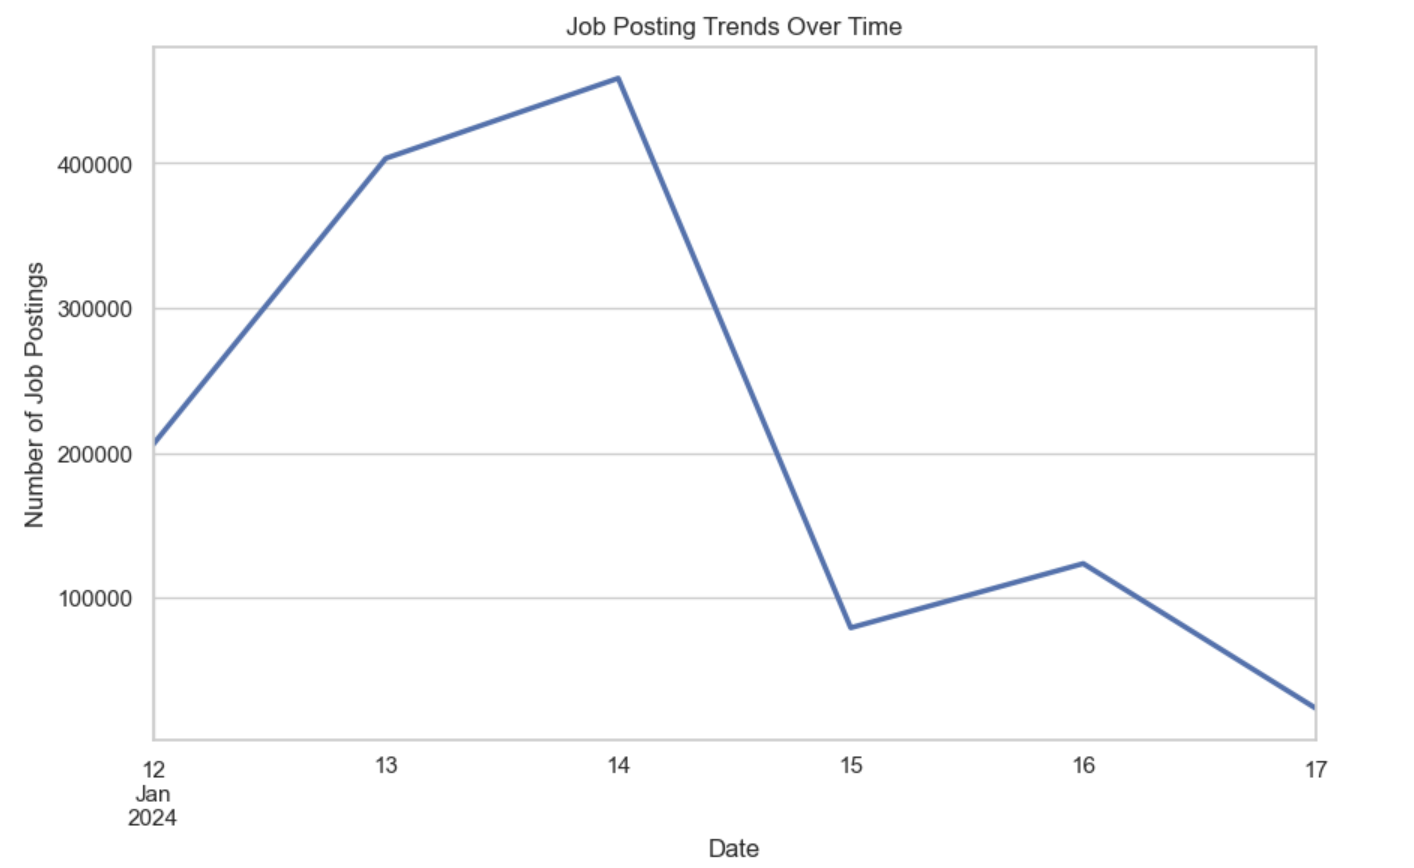 Job Posting Trends Over Time
Number of Job Postings
400000
300000
200000
100000
12 13 14 15 16 17
Jan
2024
Date